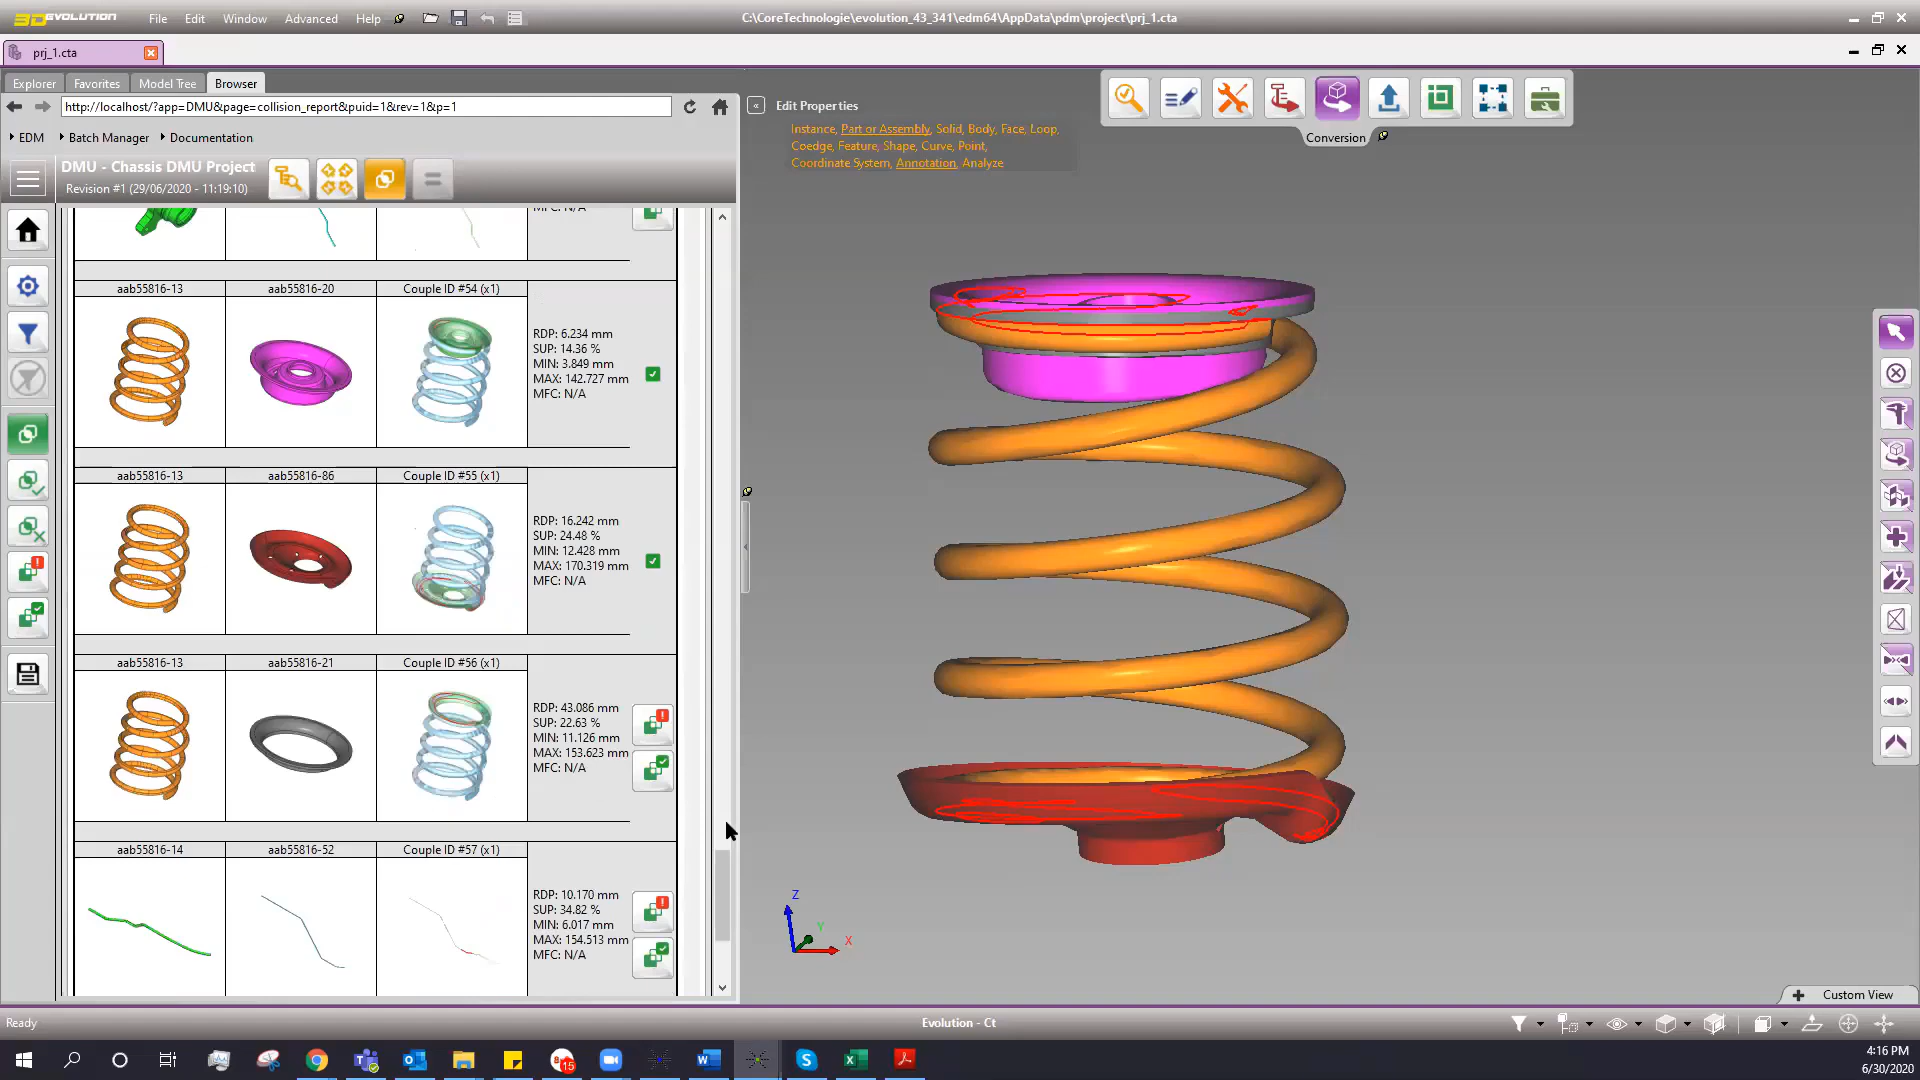 3DEVOLUTION
File Edit Window Advanced Help
C:\CoreTechnologie\evolution_43_341\edm64\AppData\pdm\project\prj_1.cta
prj_1.cta
Explorer Favorites Model Tree Browser
http://localhost/?app=DMU&page=collision_report&puid=1&rev=1&p=1
EDM Batch Manager Documentation
DMU - Chassis DMU Project
Revision #1 (29/06/2020 - 11:19:10)
Edit Properties
Instance, Part or Assembly, Solid, Body, Face, Loop,
Coedge, Feature, Shape, Curve, Point,
Coordinate System, Annotation, Analyze
Conversion
MFC: N/A
aab55816-13 aab55816-20 Couple ID #54 (x1)
RDP: 6.234 mm
SUP: 14.36 %
MIN: 3.849 mm
MAX: 142.727 mm
MFC: N/A
aab55816-13 aab55816-86 Couple ID #55 (x1)
RDP: 16.242 mm
SUP: 24.48 %
MIN: 12.428 mm
MAX: 170.319 mm
MFC: N/A
aab55816-13 aab55816-21 Couple ID #56 (x1)
RDP: 43.086 mm
SUP: 22.63 %
MIN: 11.126 mm
MAX: 153.623 mm
MFC: N/A
aab55816-14 aab55816-52 Couple ID #57 (x1)
RDP: 10.170 mm
SUP: 34.82 %
MIN: 6.017 mm
MAX: 154.513 mm
MFC: N/A
Z
Y
X
Custom View
Ready
Evolution - Ct
15
4:16 PM
6/30/2020